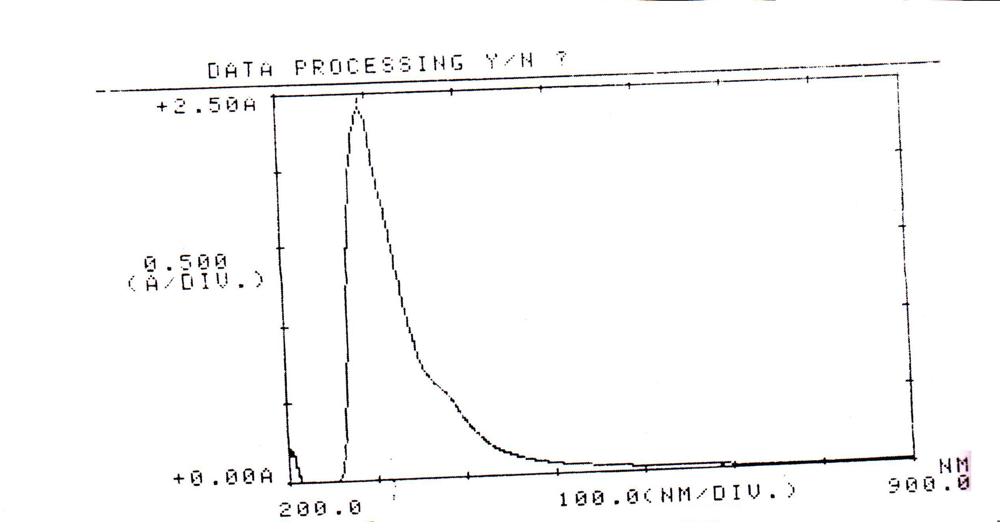 DATA PROCESSING Y/N ?
+2.50A
0.500
(A/DIV.)
+0.00A
NM
200.0
100.0(NM/DIV.)
900.0